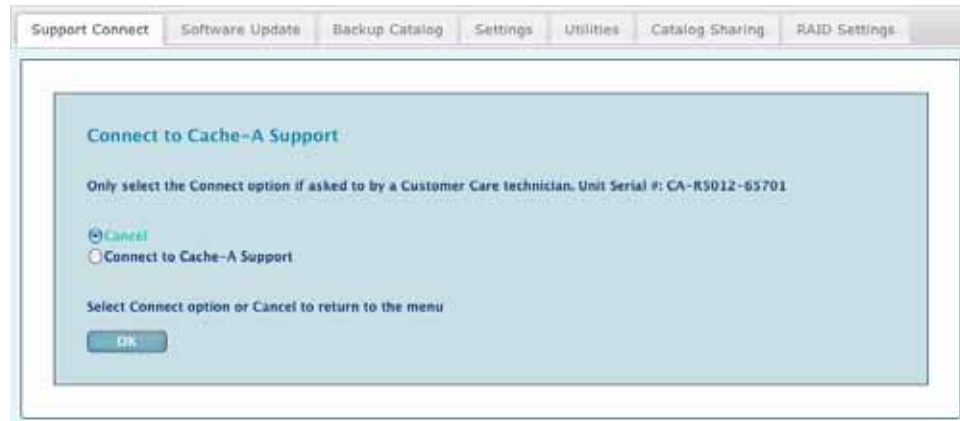 Support Connect Software Update Backup Catalog Settings Utilities Catalog Sharing RAID Settings
Connect to Cache-A Support
Only select the Connect option if asked to by a Customer Care technician. Unit Serial #: CA-R5012-65701
Cancel
Connect to Cache-A Support
Select Connect option or Cancel to return to the menu
OK